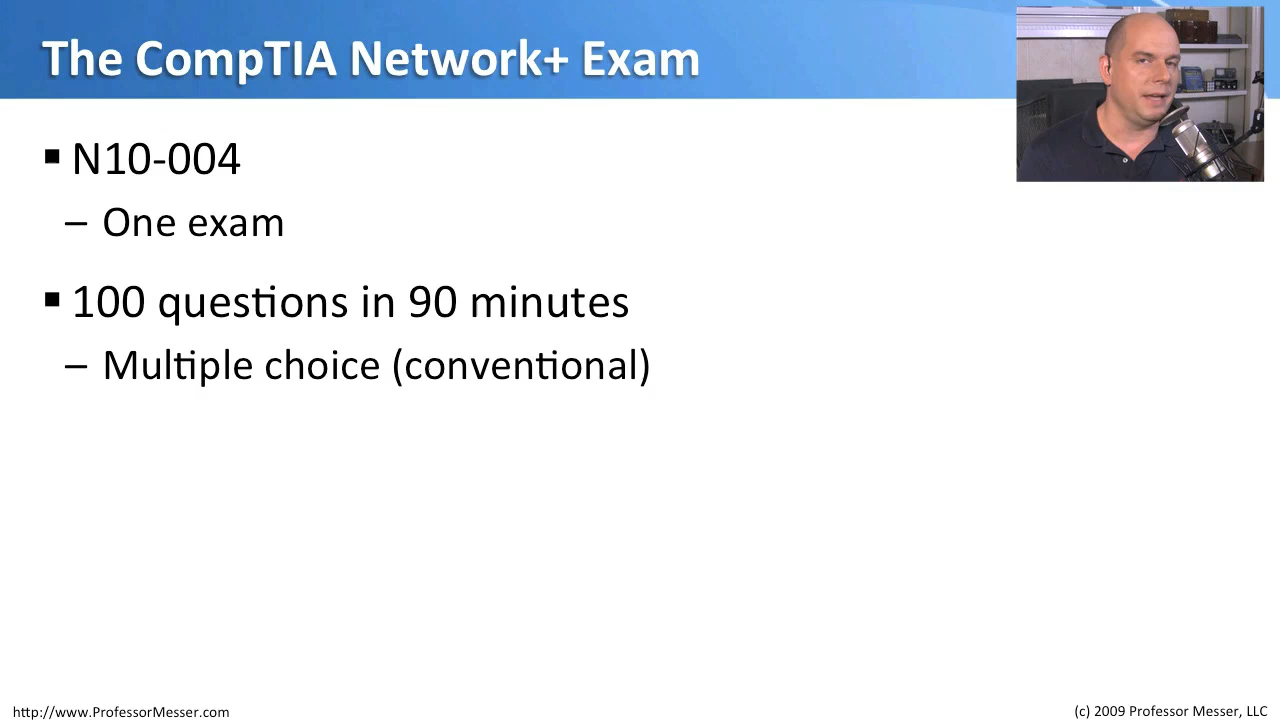 The CompTIA Network+ Exam
▪ N10-004
– One exam
▪ 100 questions in 90 minutes
– Multiple choice (conventional)
http://www.ProfessorMesser.com
(c) 2009 Professor Messer, LLC